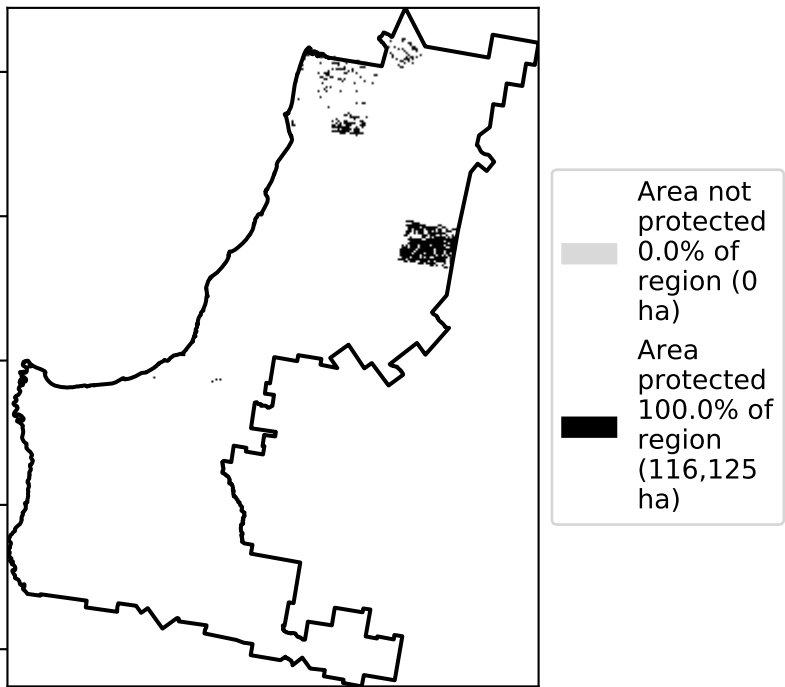 Area not
protected
0.0% of
region (0
ha)
Area
protected
100.0% of
region
(116,125
ha)